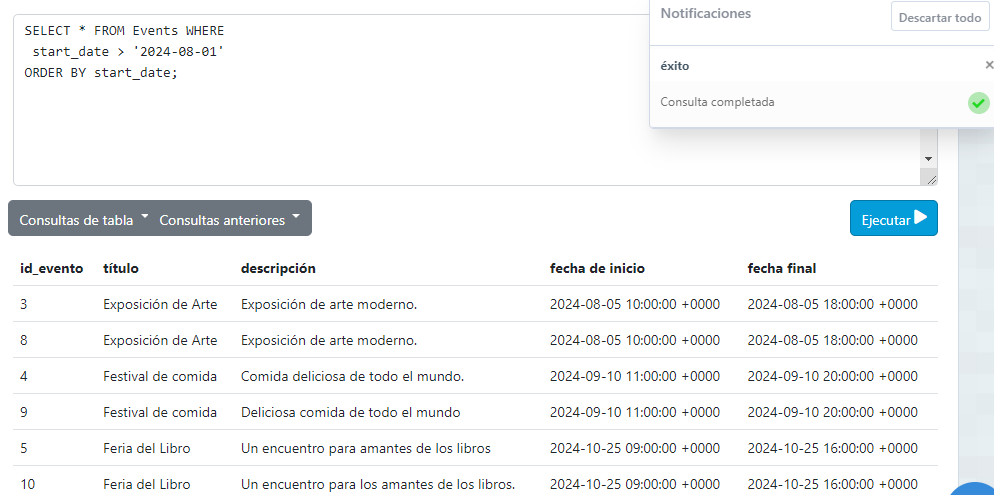 SELECT * FROM Events WHERE
start_date > '2024-08-01'
ORDER BY start_date;
Notificaciones
Descartar todo
éxito ×
Consulta completada
Consultas de tabla
Consultas anteriores
Ejecutar
id_evento título descripción fecha de inicio fecha final
3 Exposición de Arte Exposición de arte moderno. 2024-08-05 10:00:00 +0000 2024-08-05 18:00:00 +0000
8 Exposición de Arte Exposición de arte moderno. 2024-08-05 10:00:00 +0000 2024-08-05 18:00:00 +0000
4 Festival de comida Comida deliciosa de todo el mundo. 2024-09-10 11:00:00 +0000 2024-09-10 20:00:00 +0000
9 Festival de comida Deliciosa comida de todo el mundo 2024-09-10 11:00:00 +0000 2024-09-10 20:00:00 +0000
5 Feria del Libro Un encuentro para amantes de los libros 2024-10-25 09:00:00 +0000 2024-10-25 16:00:00 +0000
10 Feria del Libro Un encuentro para los amantes de los libros. 2024-10-25 09:00:00 +0000 2024-10-25 16:00:00 +0000